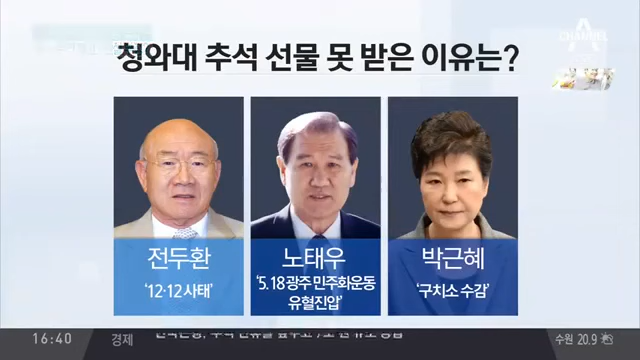 청와대 추석 선물 못 받은 이유는?
CHANNEL
전두환
'12·12 사태'
노태우
'5.18 광주 민주화운동
유혈진압'
박근혜
'구치소 수감'
16:40
경제
수원 20.9